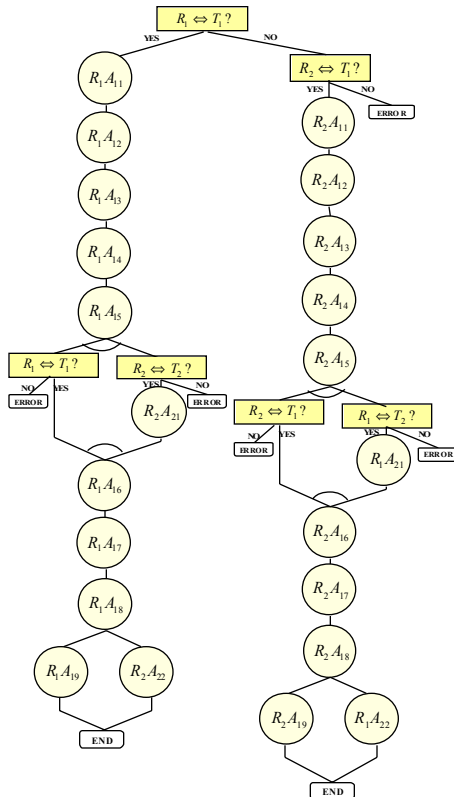 R₁ ⇔ T₁ ?
YES NO
R₁A₁₁
R₂ ⇔ T₁ ?
YES NO
ERROR
R₂A₁₁
R₁A₁₂
R₂A₁₂
R₁A₁₃
R₂A₁₃
R₁A₁₄
R₂A₁₄
R₁A₁₅
R₂A₁₅
R₁ ⇔ T₁ ? R₂ ⇔ T₂ ?
NO YES YES NO
ERROR ERROR
R₂A₂₁
R₂ ⇔ T₁ ? R₁ ⇔ T₂ ?
NO YES YES NO
ERROR ERROR
R₁A₂₁
R₁A₁₆
R₂A₁₆
R₁A₁₇
R₂A₁₇
R₁A₁₈
R₂A₁₈
R₁A₁₉ R₂A₂₂
R₂A₁₉ R₁A₂₂
END
END